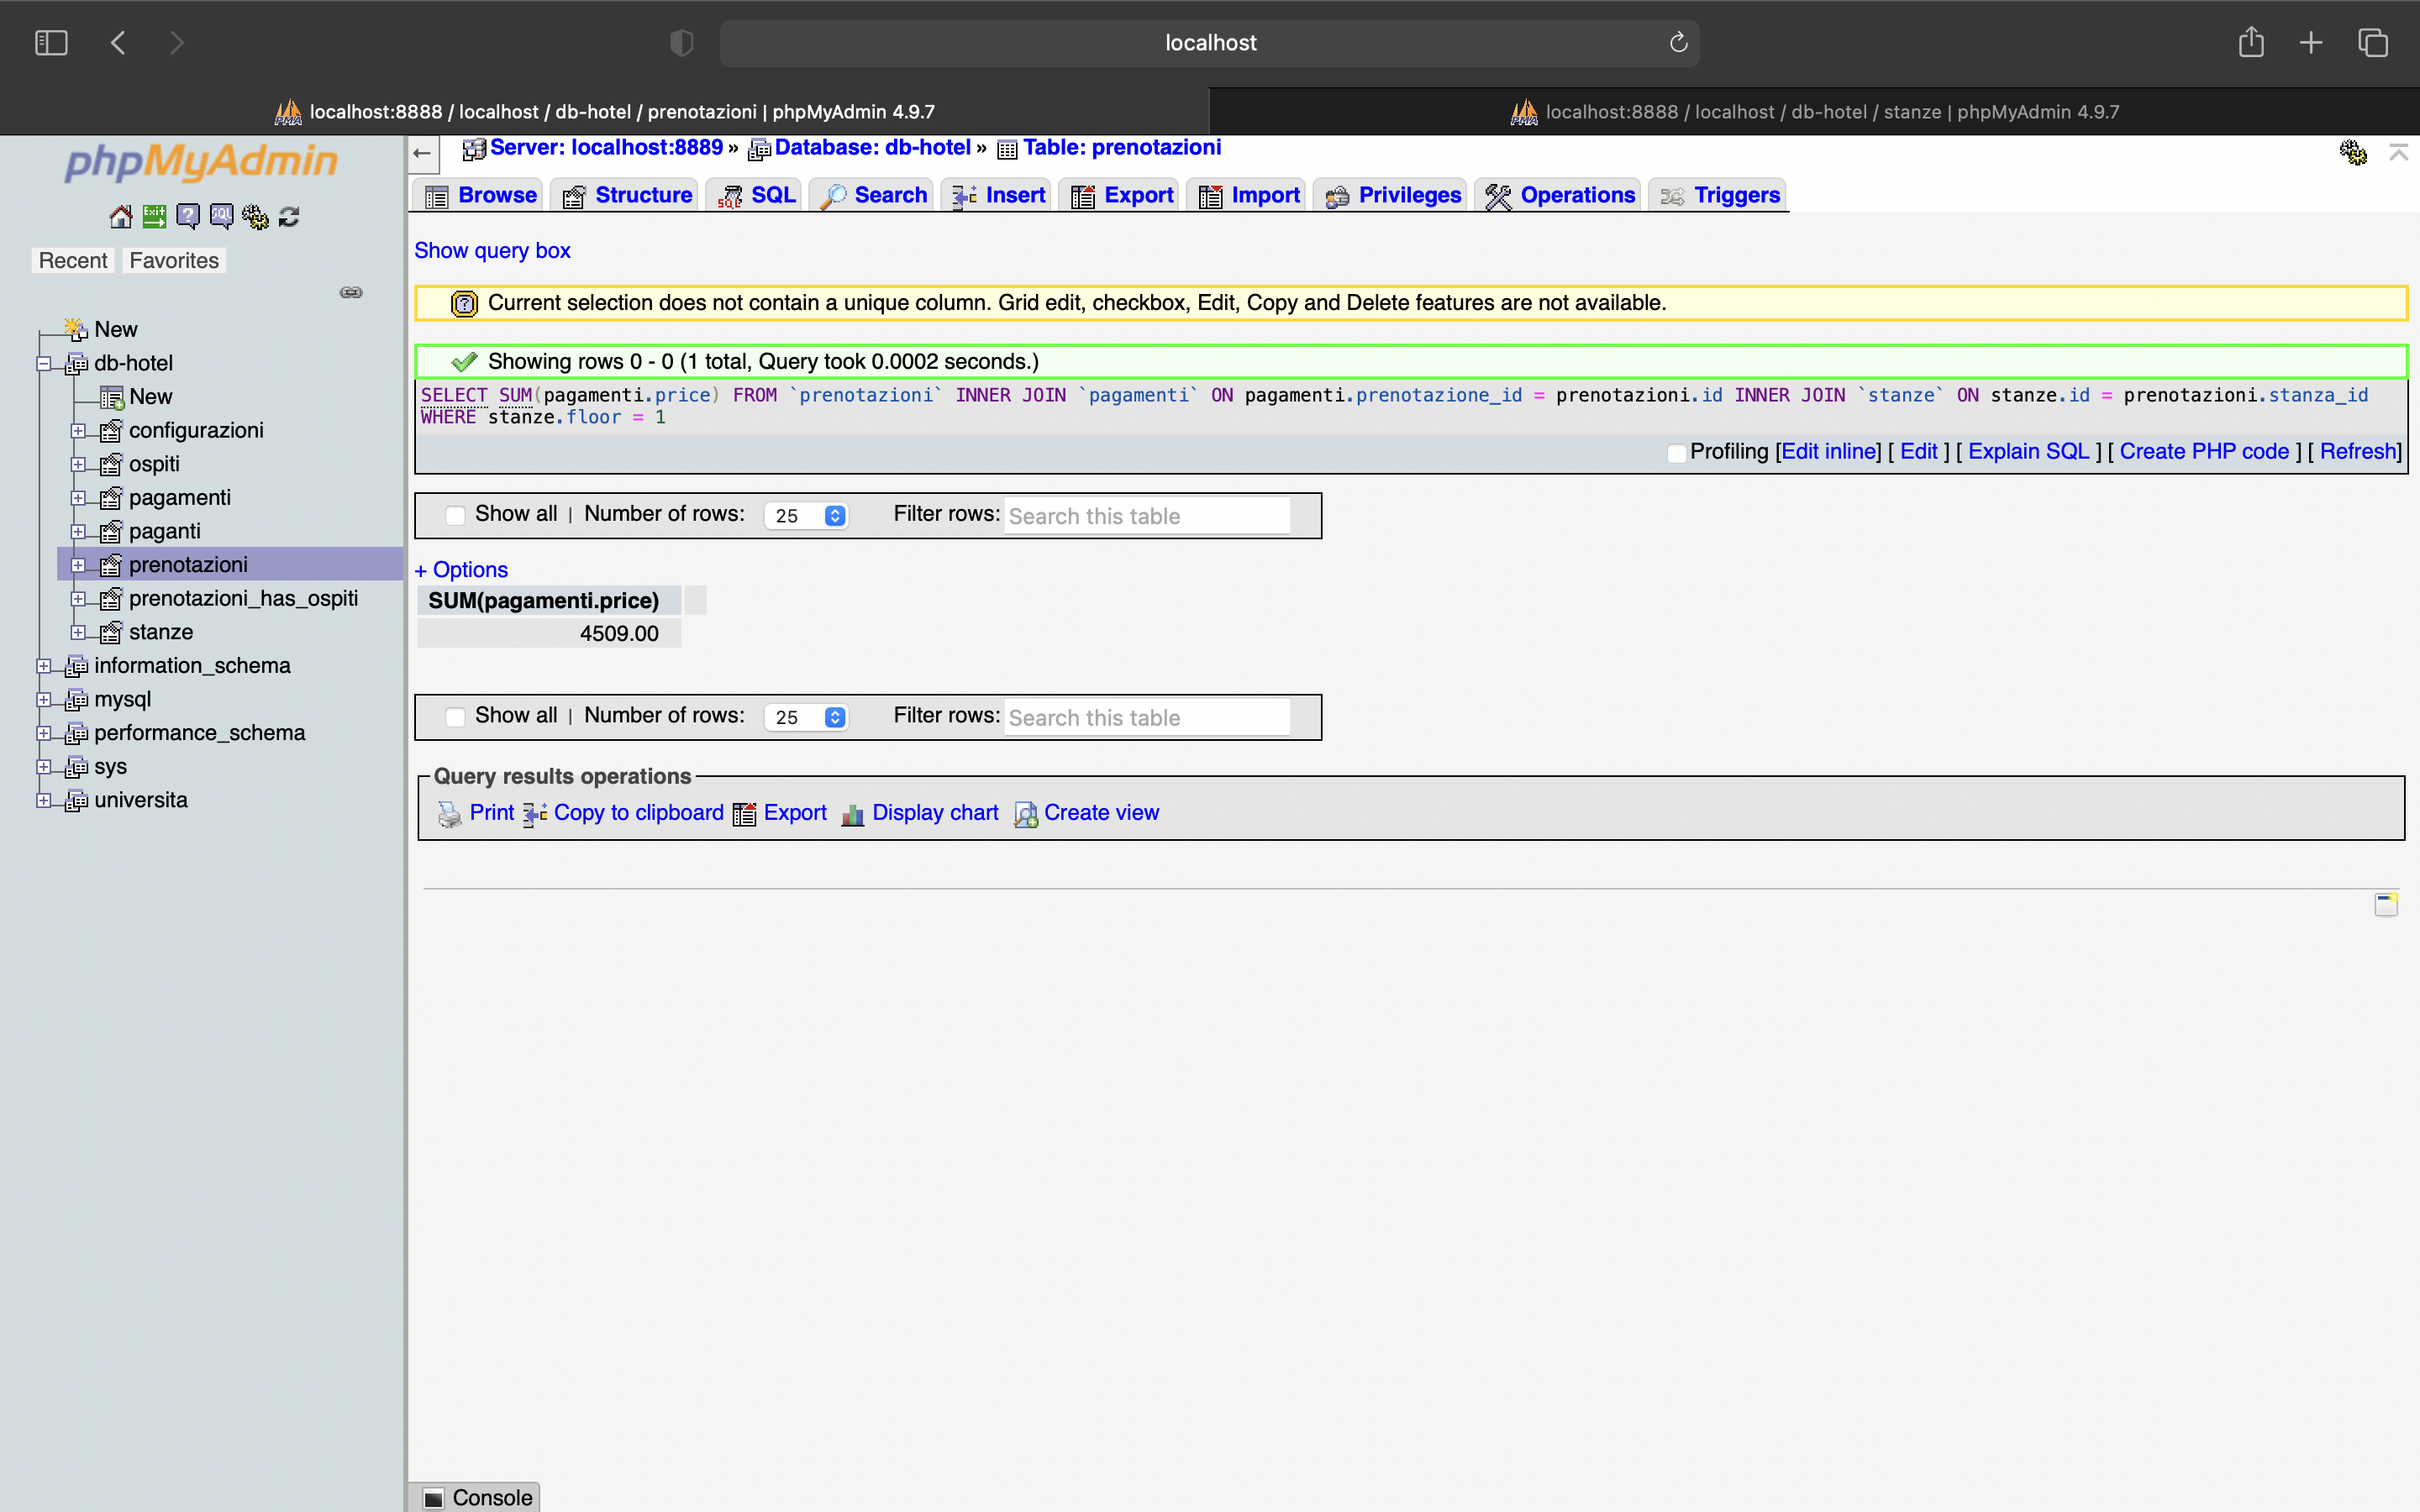 localhost
localhost:8888 / localhost / db-hotel / prenotazioni | phpMyAdmin 4.9.7
localhost:8888 / localhost / db-hotel / stanze | phpMyAdmin 4.9.7
phpMyAdmin
Recent Favorites
New
db-hotel
New
configurazioni
ospiti
pagamenti
paganti
prenotazioni
prenotazioni_has_ospiti
stanze
information_schema
mysql
performance_schema
sys
universita
Server: localhost:8889 » Database: db-hotel » Table: prenotazioni
Browse Structure SQL Search Insert Export Import Privileges Operations Triggers
Show query box
Current selection does not contain a unique column. Grid edit, checkbox, Edit, Copy and Delete features are not available.
Showing rows 0 - 0 (1 total, Query took 0.0002 seconds.)
SELECT SUM(pagamenti.price) FROM `prenotazioni` INNER JOIN `pagamenti` ON pagamenti.prenotazione_id = prenotazioni.id INNER JOIN `stanze` ON stanze.id = prenotazioni.stanza_id
WHERE stanze.floor = 1
Profiling [Edit inline] [ Edit ] [ Explain SQL ] [ Create PHP code ] [ Refresh]
Show all | Number of rows: 25 Filter rows: Search this table
+ Options
SUM(pagamenti.price)
4509.00
Show all | Number of rows: 25 Filter rows: Search this table
Query results operations
Print Copy to clipboard Export Display chart Create view
Console